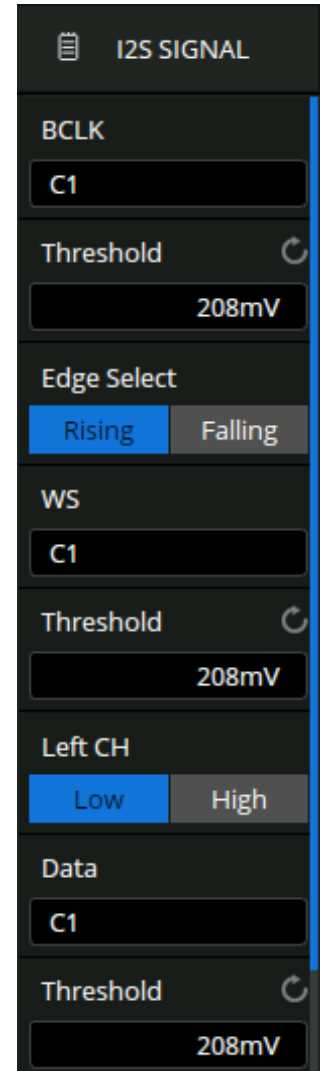 I2S SIGNAL
BCLK
C1
Threshold
208mV
Edge Select
Rising Falling
WS
C1
Threshold
208mV
Left CH
Low High
Data
C1
Threshold
208mV